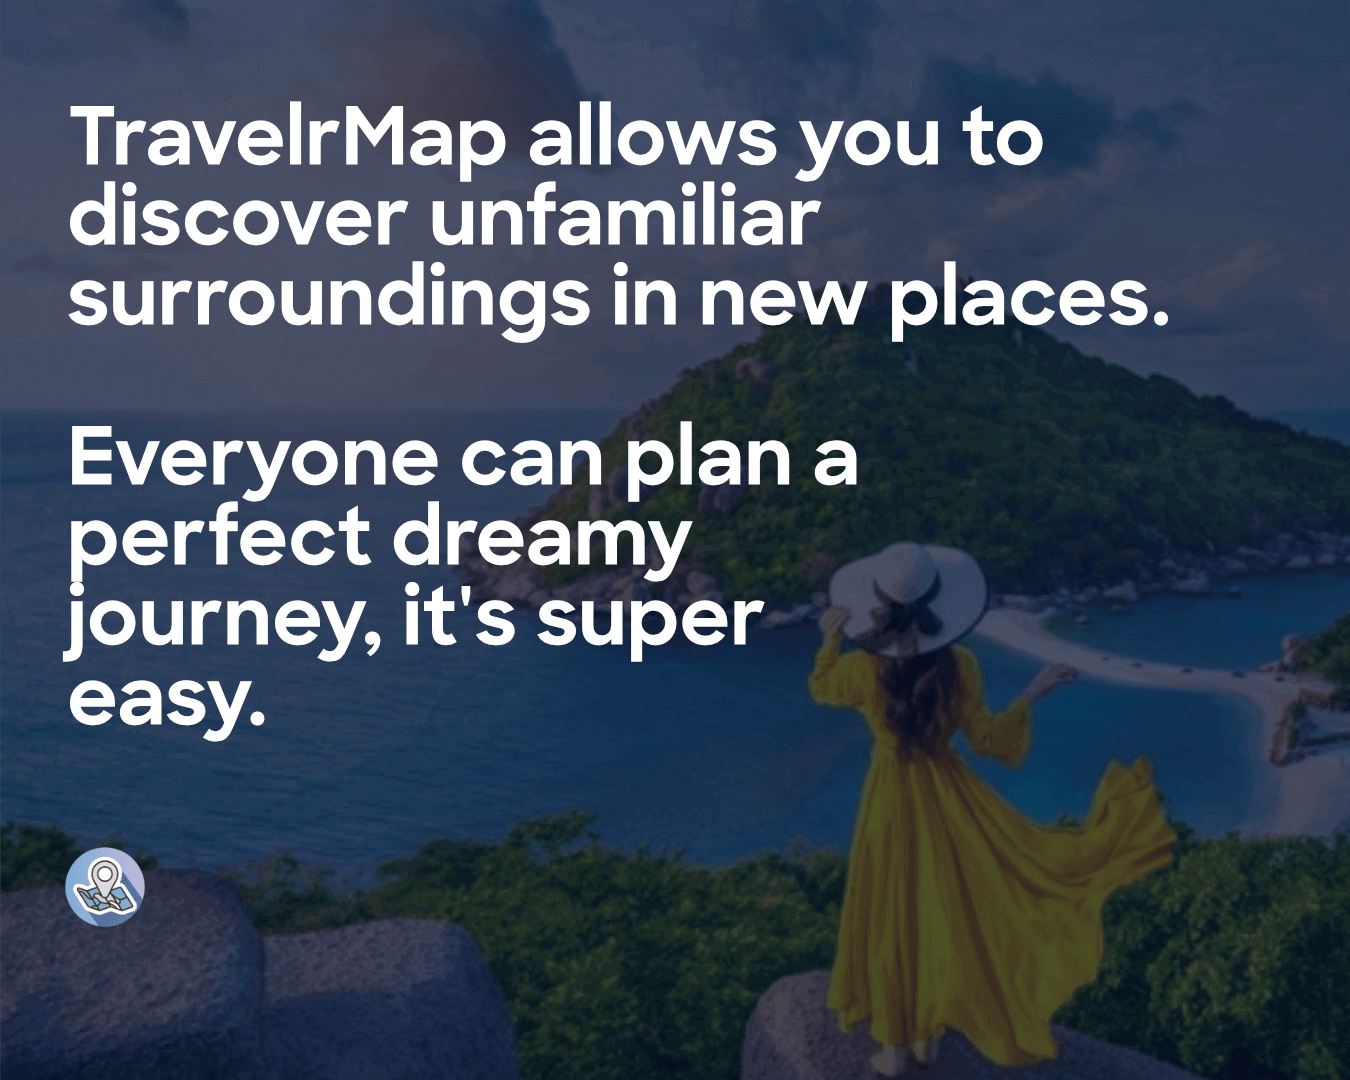 TravelrMap allows you to
discover unfamiliar
surroundings in new places.
Everyone can plan a
perfect dreamy
journey, it's super
easy.